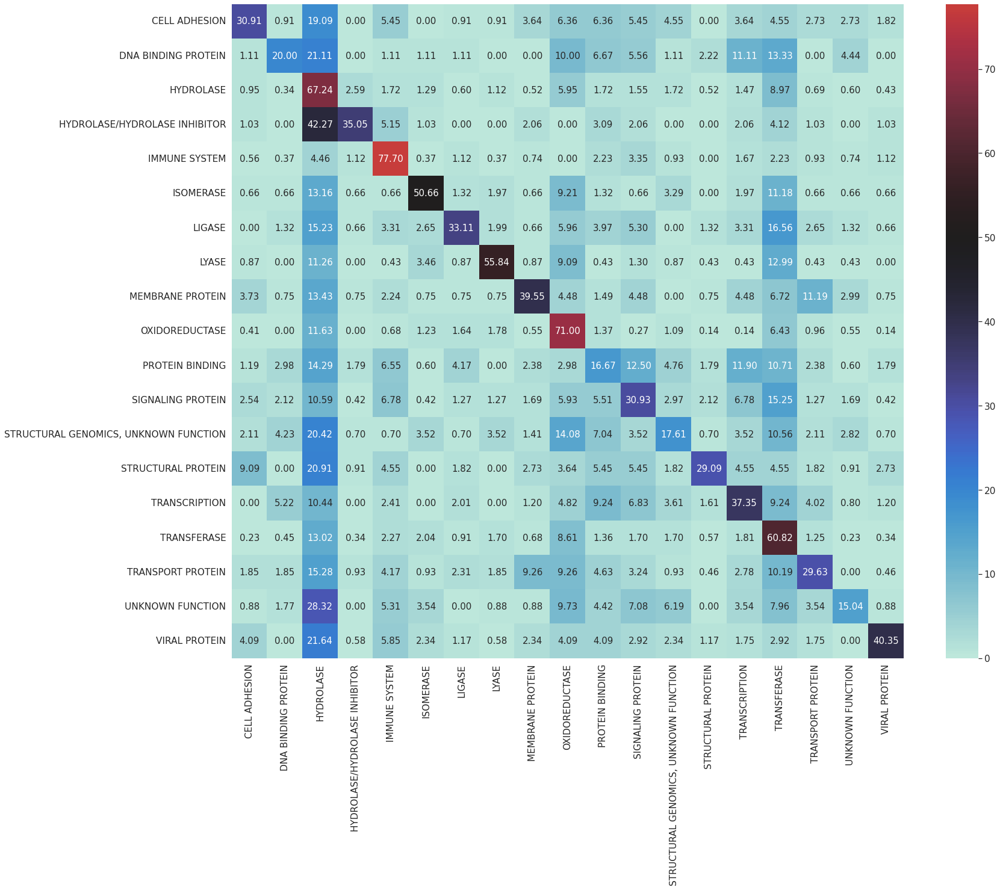 CELL ADHESION 30.91 0.91 19.09 0.00 5.45 0.00 0.91 0.91 3.64 6.36 6.36 5.45 4.55 0.00 3.64 4.55 2.73 2.73 1.82
DNA BINDING PROTEIN 1.11 20.00 21.11 0.00 1.11 1.11 1.11 0.00 0.00 10.00 6.67 5.56 1.11 2.22 11.11 13.33 0.00 4.44 0.00
HYDROLASE 0.95 0.34 67.24 2.59 1.72 1.29 0.60 1.12 0.52 5.95 1.72 1.55 1.72 0.52 1.47 8.97 0.69 0.60 0.43
HYDROLASE/HYDROLASE INHIBITOR 1.03 0.00 42.27 35.05 5.15 1.03 0.00 0.00 2.06 0.00 3.09 2.06 0.00 0.00 2.06 4.12 1.03 0.00 1.03
IMMUNE SYSTEM 0.56 0.37 4.46 1.12 77.70 0.37 1.12 0.37 0.74 0.00 2.23 3.35 0.93 0.00 1.67 2.23 0.93 0.74 1.12
ISOMERASE 0.66 0.66 13.16 0.66 0.66 50.66 1.32 1.97 0.66 9.21 1.32 0.66 3.29 0.00 1.97 11.18 0.66 0.66 0.66
LIGASE 0.00 1.32 15.23 0.66 3.31 2.65 33.11 1.99 0.66 5.96 3.97 5.30 0.00 1.32 3.31 16.56 2.65 1.32 0.66
LYASE 0.87 0.00 11.26 0.00 0.43 3.46 0.87 55.84 0.87 9.09 0.43 1.30 0.87 0.43 0.43 12.99 0.43 0.43 0.00
MEMBRANE PROTEIN 3.73 0.75 13.43 0.75 2.24 0.75 0.75 0.75 39.55 4.48 1.49 4.48 0.00 0.75 4.48 6.72 11.19 2.99 0.75
OXIDOREDUCTASE 0.41 0.00 11.63 0.00 0.68 1.23 1.64 1.78 0.55 71.00 1.37 0.27 1.09 0.14 0.14 6.43 0.96 0.55 0.14
PROTEIN BINDING 1.19 2.98 14.29 1.79 6.55 0.60 4.17 0.00 2.38 2.98 16.67 12.50 4.76 1.79 11.90 10.71 2.38 0.60 1.79
SIGNALING PROTEIN 2.54 2.12 10.59 0.42 6.78 0.42 1.27 1.27 1.69 5.93 5.51 30.93 2.97 2.12 6.78 15.25 1.27 1.69 0.42
STRUCTURAL GENOMICS, UNKNOWN FUNCTION 2.11 4.23 20.42 0.70 0.70 3.52 0.70 3.52 1.41 14.08 7.04 3.52 17.61 0.70 3.52 10.56 2.11 2.82 0.70
STRUCTURAL PROTEIN 9.09 0.00 20.91 0.91 4.55 0.00 1.82 0.00 2.73 3.64 5.45 5.45 1.82 29.09 4.55 4.55 1.82 0.91 2.73
TRANSCRIPTION 0.00 5.22 10.44 0.00 2.41 0.00 2.01 0.00 1.20 4.82 9.24 6.83 3.61 1.61 37.35 9.24 4.02 0.80 1.20
TRANSFERASE 0.23 0.45 13.02 0.34 2.27 2.04 0.91 1.70 0.68 8.61 1.36 1.70 1.70 0.57 1.81 60.82 1.25 0.23 0.34
TRANSPORT PROTEIN 1.85 1.85 15.28 0.93 4.17 0.93 2.31 1.85 9.26 9.26 4.63 3.24 0.93 0.46 2.78 10.19 29.63 0.00 0.46
UNKNOWN FUNCTION 0.88 1.77 28.32 0.00 5.31 3.54 0.00 0.88 0.88 9.73 4.42 7.08 6.19 0.00 3.54 7.96 3.54 15.04 0.88
VIRAL PROTEIN 4.09 0.00 21.64 0.58 5.85 2.34 1.17 0.58 2.34 4.09 4.09 2.92 2.34 1.17 1.75 2.92 1.75 0.00 40.35
CELL ADHESION
DNA BINDING PROTEIN
HYDROLASE
HYDROLASE/HYDROLASE INHIBITOR
IMMUNE SYSTEM
ISOMERASE
LIGASE
LYASE
MEMBRANE PROTEIN
OXIDOREDUCTASE
PROTEIN BINDING
SIGNALING PROTEIN
STRUCTURAL GENOMICS, UNKNOWN FUNCTION
STRUCTURAL PROTEIN
TRANSCRIPTION
TRANSFERASE
TRANSPORT PROTEIN
UNKNOWN FUNCTION
VIRAL PROTEIN
70
60
50
40
30
20
10
0